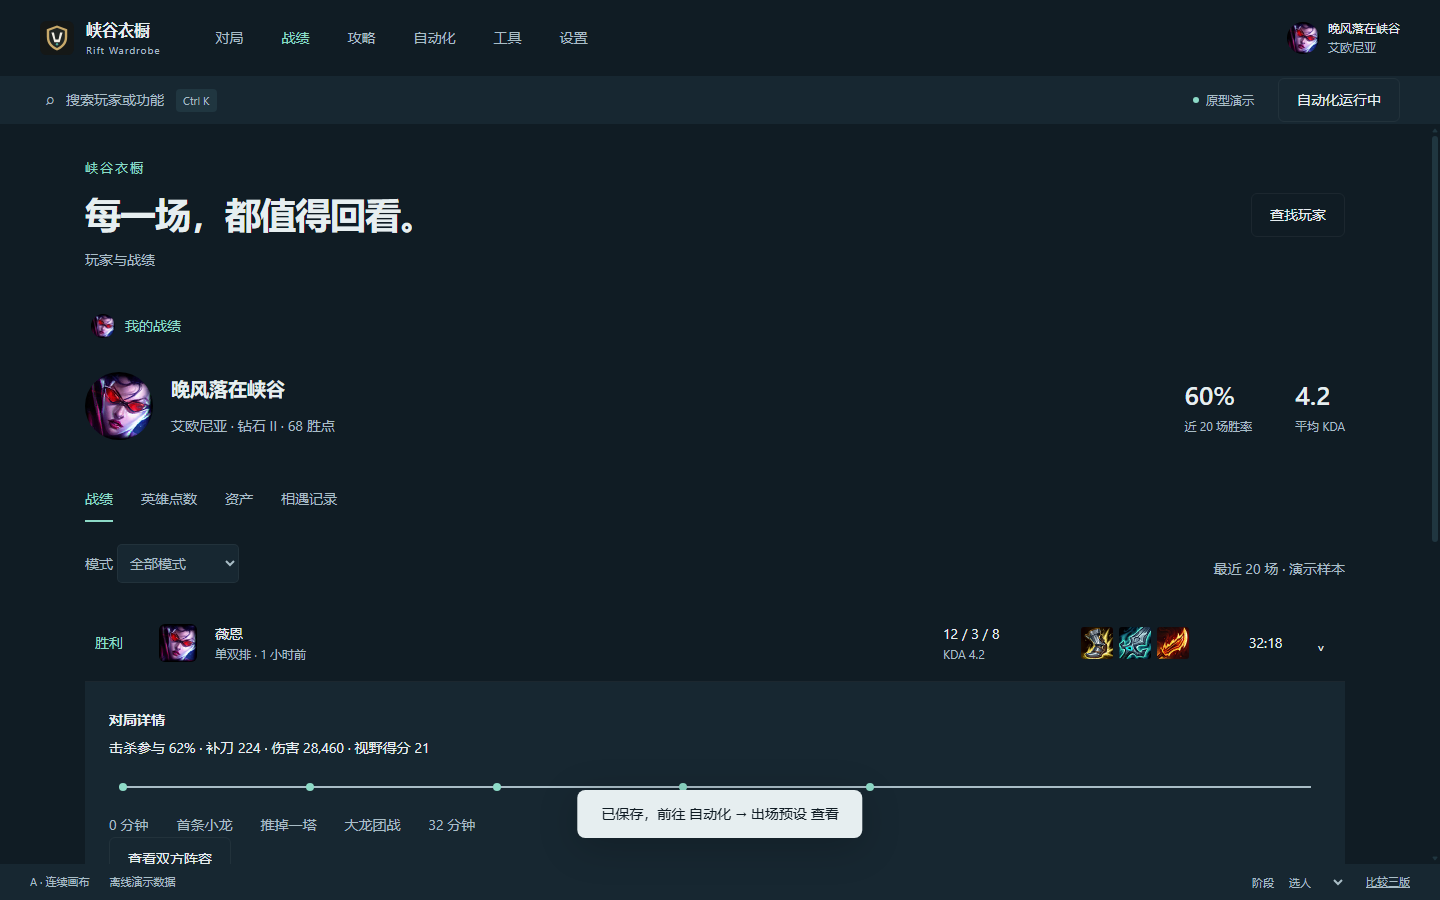 峡谷衣橱
Rift Wardrobe
对局 战绩 攻略 自动化 工具 设置
晚风落在峡谷
艾欧尼亚
搜索玩家或功能 Ctrl K
原型演示 自动化运行中
峡谷衣橱
每一场，都值得回看。
查找玩家
玩家与战绩
我的战绩
晚风落在峡谷
艾欧尼亚 · 钻石 II · 68 胜点
60%
近 20 场胜率
4.2
平均 KDA
战绩 英雄点数 资产 相遇记录
模式 全部模式
最近 20 场 · 演示样本
胜利
薇恩
单双排 · 1 小时前
12 / 3 / 8
KDA 4.2
32:18
对局详情
击杀参与 62% · 补刀 224 · 伤害 28,460 · 视野得分 21
0 分钟 首条小龙 推掉一塔 大龙团战 32 分钟
已保存，前往 自动化 → 出场预设 查看
查看双方阵容
A · 连续画布 离线演示数据
阶段 选人 比较三版